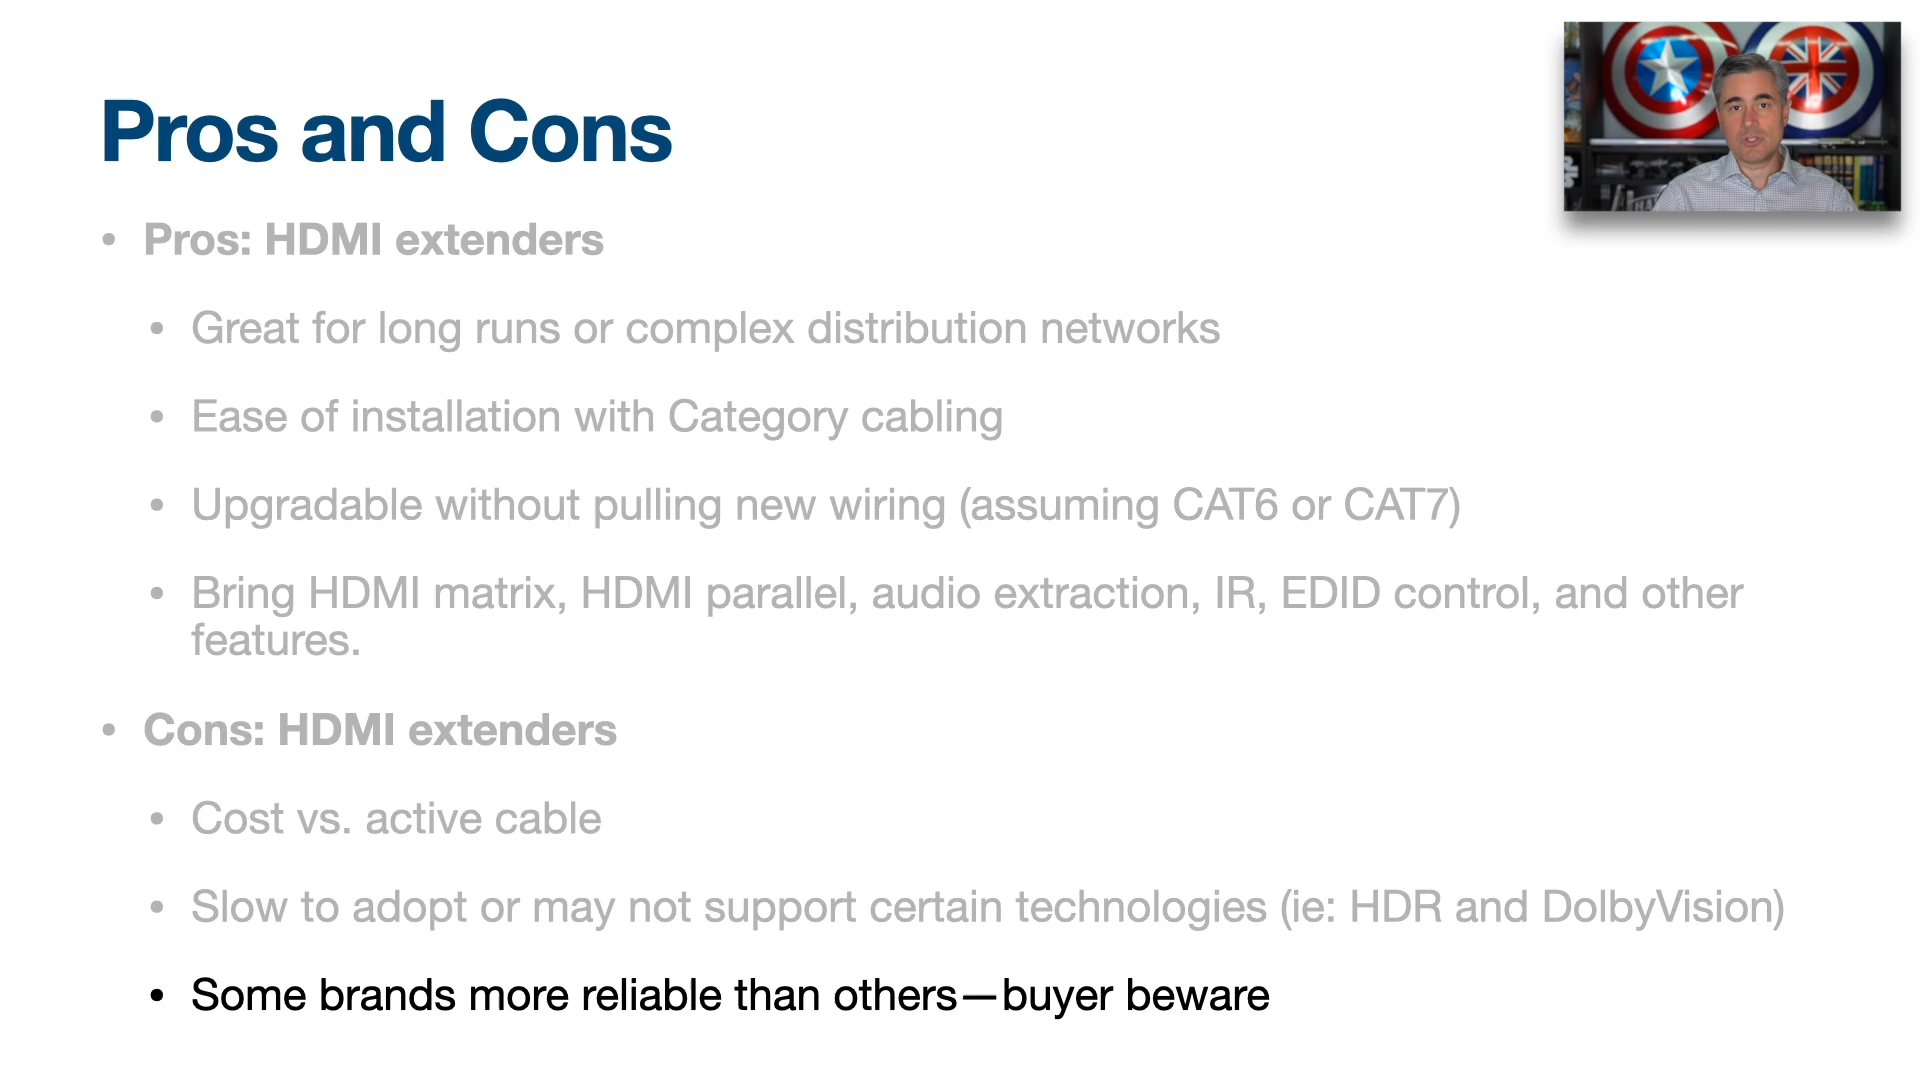 Pros and Cons
• Pros: HDMI extenders
• Great for long runs or complex distribution networks
• Ease of installation with Category cabling
• Upgradable without pulling new wiring (assuming CAT6 or CAT7)
• Bring HDMI matrix, HDMI parallel, audio extraction, IR, EDID control, and other
features.
• Cons: HDMI extenders
• Cost vs. active cable
• Slow to adopt or may not support certain technologies (ie: HDR and DolbyVision)
• Some brands more reliable than others—buyer beware